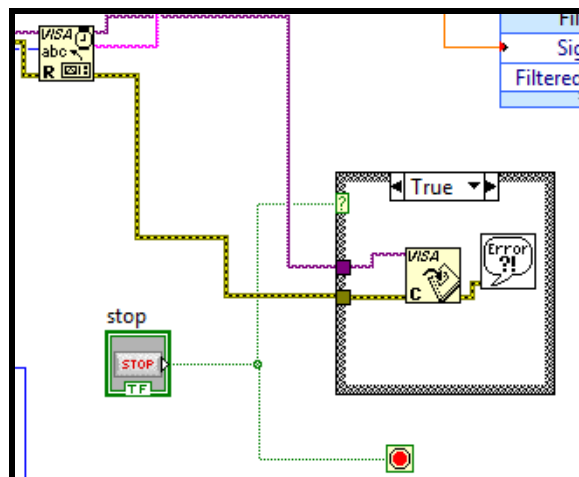 VISA
abc
R
Fil
Sig
Filtered
True
?
VISA
C
Error
?!
stop
STOP
TF